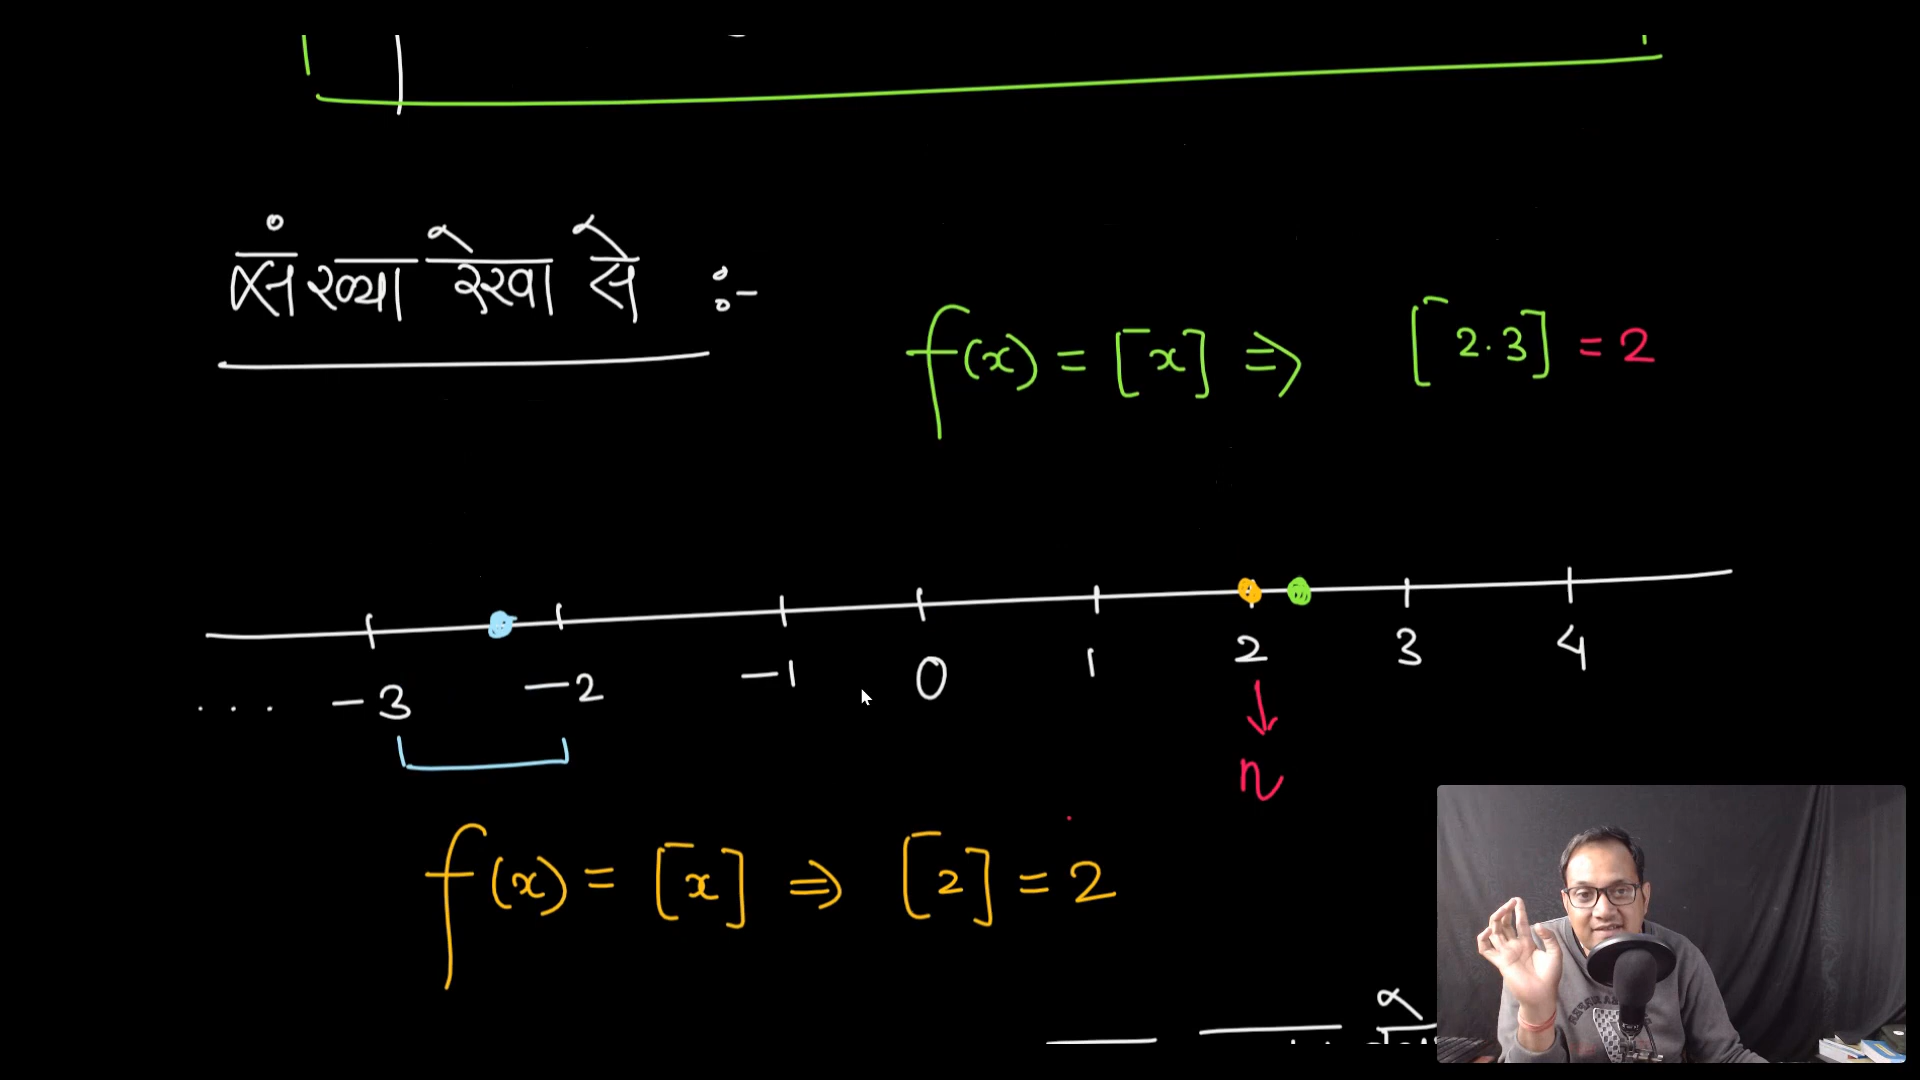 संख्या रेखा से :-
f(x) = [x] ⇒ [2.3] = 2
... -3 -2 -1 0 1 2 3 4
↓
n
f(x) = [x] ⇒ [2] = 2